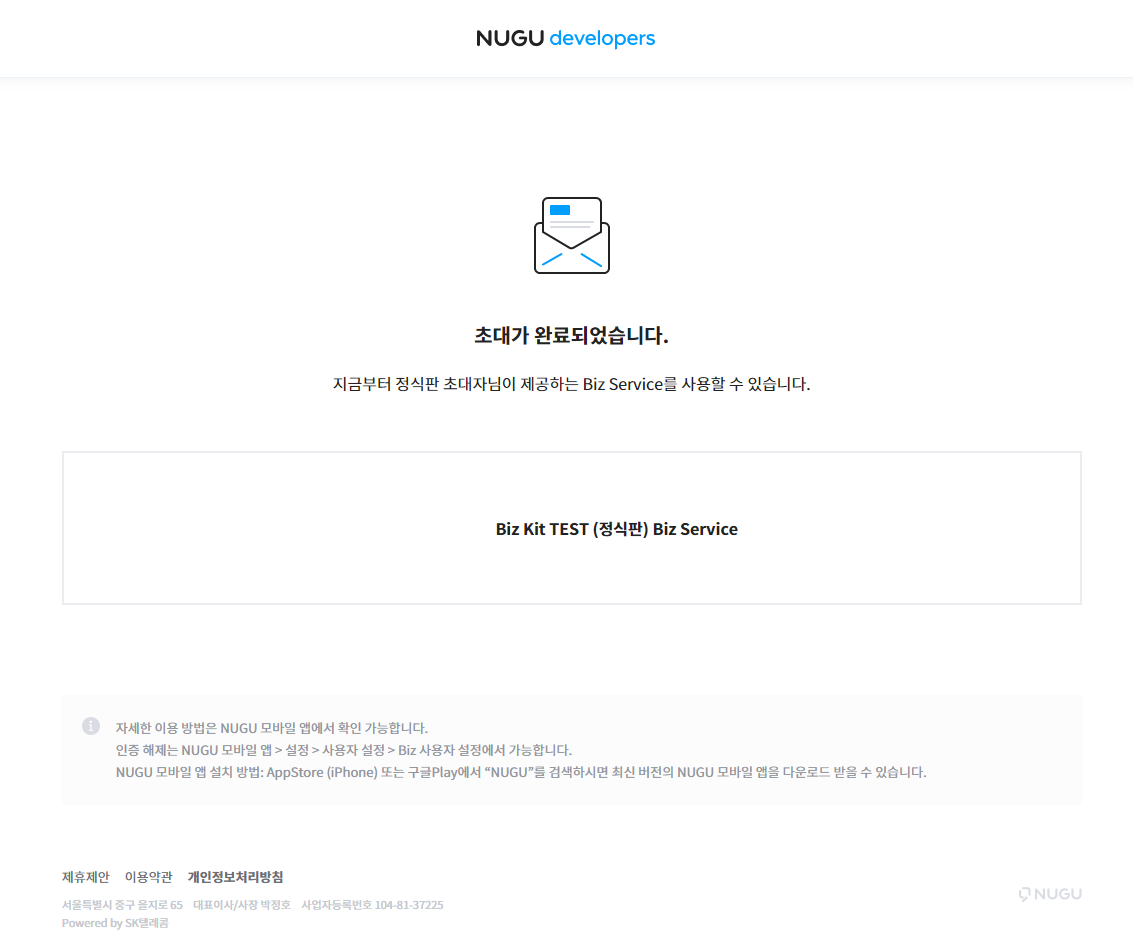 NUGU developers
초대가 완료되었습니다.
지금부터 정식판 초대자님이 제공하는 Biz Service를 사용할 수 있습니다.
Biz Kit TEST (정식판) Biz Service
자세한 이용 방법은 NUGU 모바일 앱에서 확인 가능합니다.
인증 해제는 NUGU 모바일 앱 > 설정 > 사용자 설정 > Biz 사용자 설정에서 가능합니다.
NUGU 모바일 앱 설치 방법: AppStore (iPhone) 또는 구글Play에서 “NUGU”를 검색하시면 최신 버전의 NUGU 모바일 앱을 다운로드 받을 수 있습니다.
제휴제안 이용약관 개인정보처리방침
서울특별시 중구 을지로 65 대표이사/사장 박정호 사업자등록번호 104-81-37225
Powered by SK텔레콤
NUGU